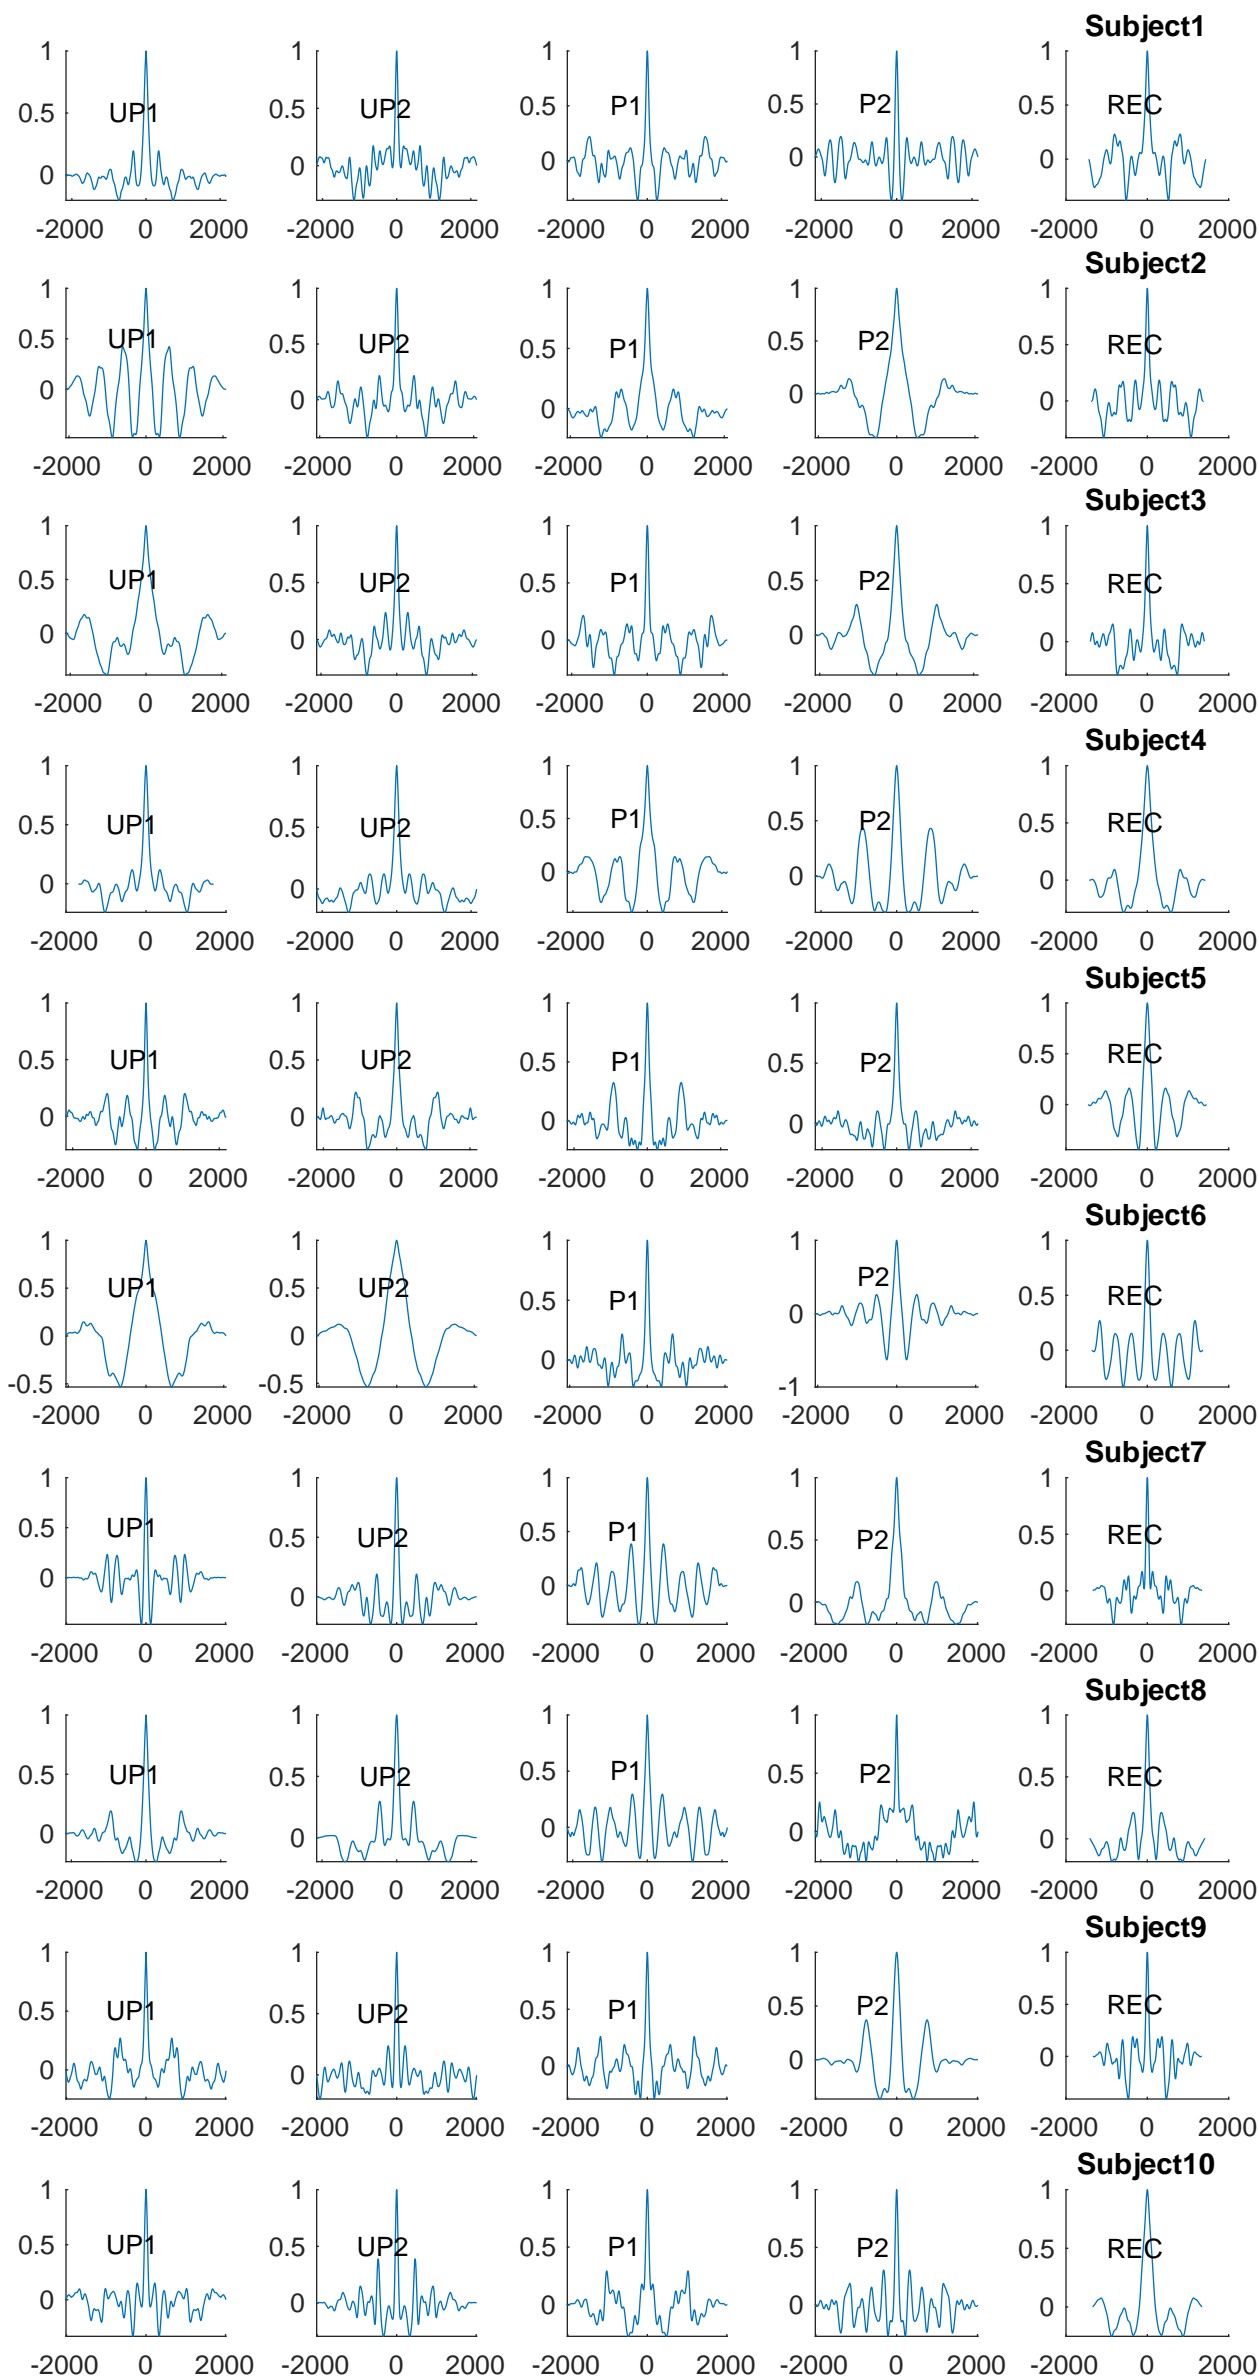 Subject1
1 1 1 1 1
UP1 UP2 P1 P2 REC
0.5 0.5 0.5 0.5 0.5
0 0 0 0 0
-2000 0 2000 -2000 0 2000 -2000 0 2000 -2000 0 2000 -2000 0 2000
Subject2
1 1 1 1 1
UP1 UP2 P1 P2 REC
0.5 0.5 0.5 0.5 0.5
0 0 0 0 0
-2000 0 2000 -2000 0 2000 -2000 0 2000 -2000 0 2000 -2000 0 2000
Subject3
1 1 1 1 1
UP1 UP2 P1 P2 REC
0.5 0.5 0.5 0.5 0.5
0 0 0 0 0
-2000 0 2000 -2000 0 2000 -2000 0 2000 -2000 0 2000 -2000 0 2000
Subject4
1 1 1 1 1
UP1 UP2 P1 P2 REC
0.5 0.5 0.5 0.5 0.5
0 0 0 0 0
-2000 0 2000 -2000 0 2000 -2000 0 2000 -2000 0 2000 -2000 0 2000
Subject5
1 1 1 1 1
UP1 UP2 P1 P2 REC
0.5 0.5 0.5 0.5 0.5
0 0 0 0 0
-2000 0 2000 -2000 0 2000 -2000 0 2000 -2000 0 2000 -2000 0 2000
Subject6
1 1 1 1 1
UP1 UP2 P1 P2 REC
0.5 0.5 0.5 0.5
0 0 0 0 0
-0.5 -0.5 -1
-2000 0 2000 -2000 0 2000 -2000 0 2000 -2000 0 2000 -2000 0 2000
Subject7
1 1 1 1 1
UP1 UP2 P1 P2 REC
0.5 0.5 0.5 0.5 0.5
0 0 0 0 0
-2000 0 2000 -2000 0 2000 -2000 0 2000 -2000 0 2000 -2000 0 2000
Subject8
1 1 1 1 1
UP1 UP2 P1 P2 REC
0.5 0.5 0.5 0.5 0.5
0 0 0 0 0
-2000 0 2000 -2000 0 2000 -2000 0 2000 -2000 0 2000 -2000 0 2000
Subject9
1 1 1 1 1
UP1 UP2 P1 P2 REC
0.5 0.5 0.5 0.5 0.5
0 0 0 0 0
-2000 0 2000 -2000 0 2000 -2000 0 2000 -2000 0 2000 -2000 0 2000
Subject10
1 1 1 1 1
UP1 UP2 P1 P2 REC
0.5 0.5 0.5 0.5 0.5
0 0 0 0 0
-2000 0 2000 -2000 0 2000 -2000 0 2000 -2000 0 2000 -2000 0 2000